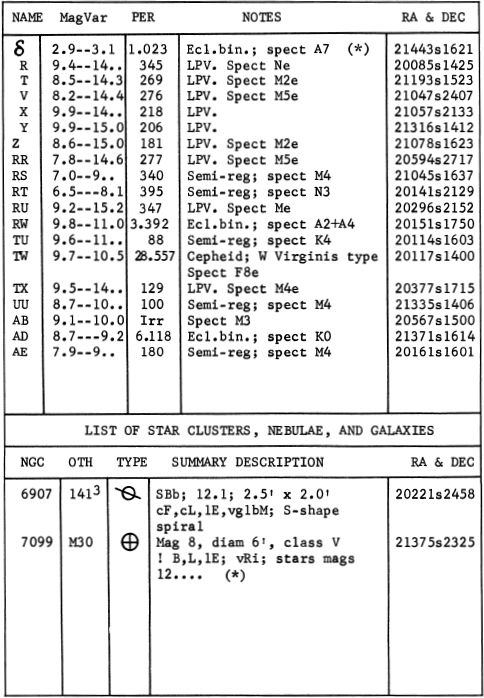 NAME MagVar PER NOTES RA & DEC
δ 2.9--3.1 1.023 Ecl.bin.; spect A7 (*) 21443s1621
R 9.4--14.. 345 LPV. Spect Ne 20085s1425
T 8.5--14.3 269 LPV. Spect M2e 21193s1523
V 8.2--14.4 276 LPV. Spect M5e 21047s2407
X 9.9--14.. 218 LPV. 21057s2133
Y 9.9--15.0 206 LPV. 21316s1412
Z 8.6--15.0 181 LPV. Spect M2e 21078s1623
RR 7.8--14.6 277 LPV. Spect M5e 20594s2717
RS 7.0--9.. 340 Semi-reg; spect M4 21045s1637
RT 6.5---8.1 395 Semi-reg; spect N3 20141s2129
RU 9.2--15.2 347 LPV. Spect Me 20296s2152
RW 9.8--11.0 3.392 Ecl.bin.; spect A2+A4 20151s1750
TU 9.6--11.. 88 Semi-reg; spect K4 20114s1603
TW 9.7--10.5 28.557 Cepheid; W Virginis type 20117s1400
Spect F8e
TX 9.5--14.. 129 LPV. Spect M4e 20377s1715
UU 8.7--10.. 100 Semi-reg; spect M4 21335s1406
AB 9.1--10.0 Irr Spect M3 20567s1500
AD 8.7---9.2 6.118 Ecl.bin.; spect K0 21371s1614
AE 7.9--9.. 180 Semi-reg; spect M4 20161s1601
LIST OF STAR CLUSTERS, NEBULAE, AND GALAXIES
NGC OTH TYPE SUMMARY DESCRIPTION RA & DEC
6907 141³ SBb; 12.1; 2.5' x 2.0' 20221s2458
cF,cL,lE,vglbM; S-shape
spiral
7099 M30 Mag 8, diam 6', class V 21375s2325
! B,L,lE; vRi; stars mags
12.... (*)